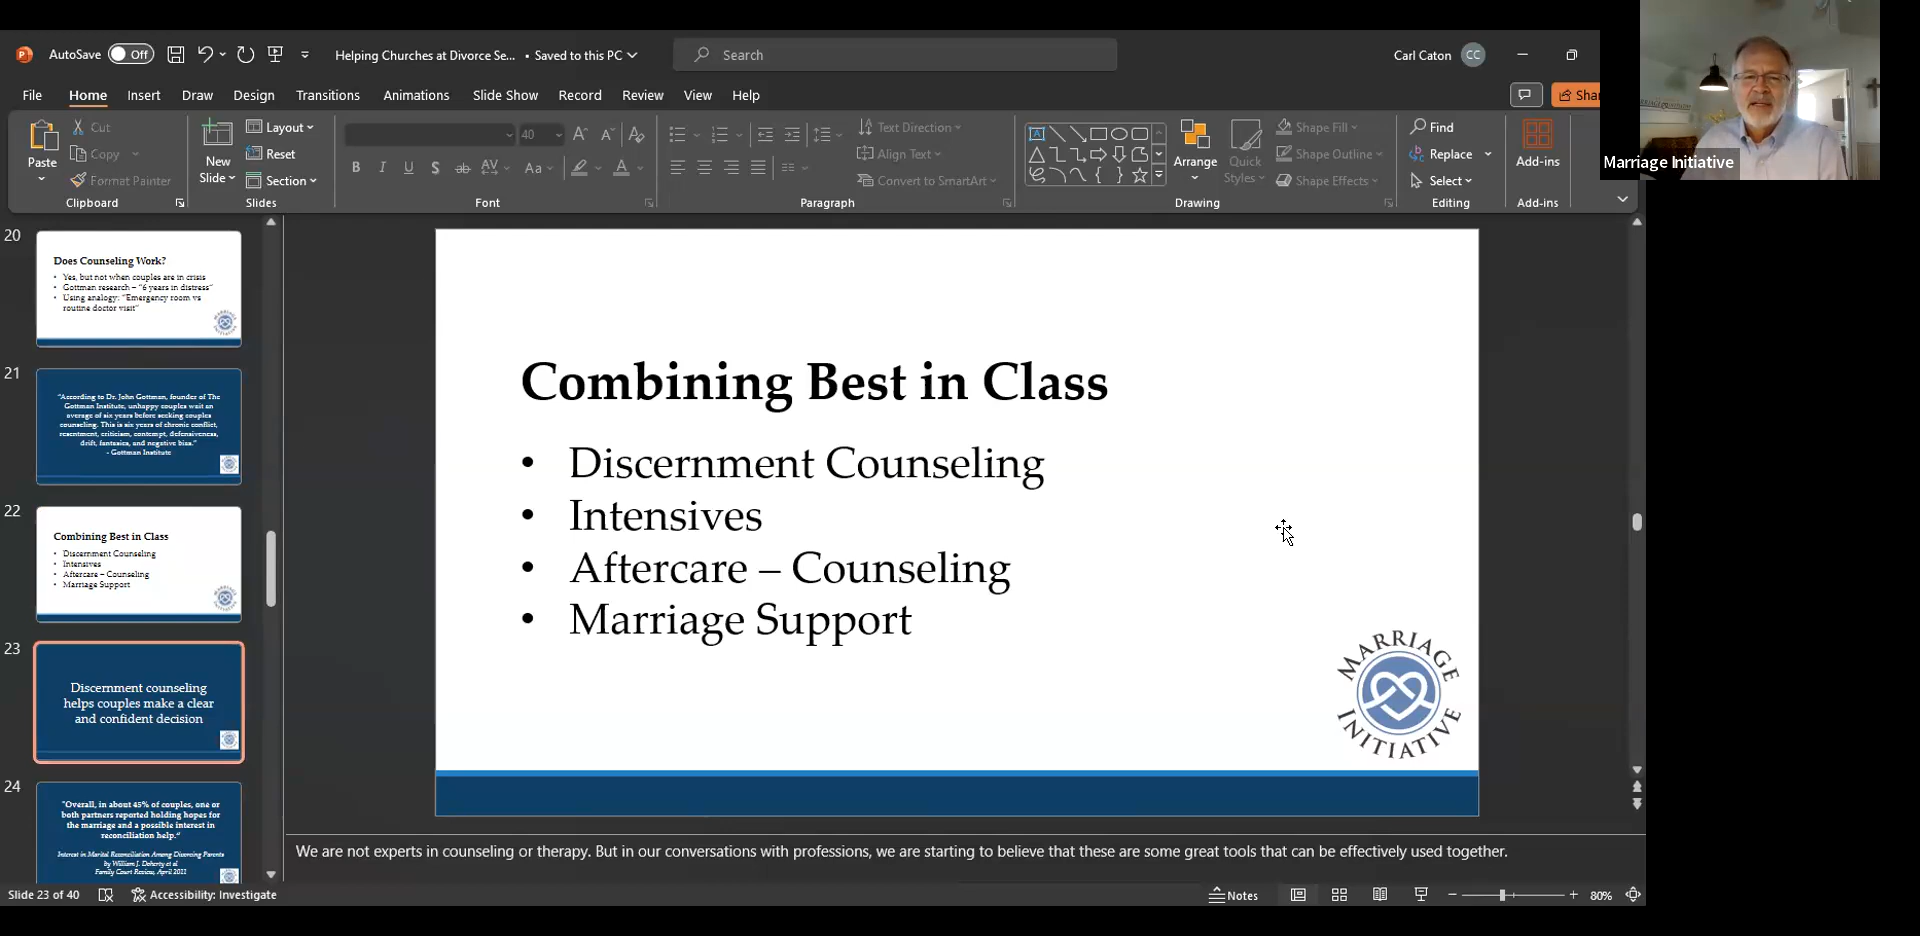 AutoSave Off Helping Churches at Divorce Se... • Saved to this PC Search Carl Caton CC
File Home Insert Draw Design Transitions Animations Slide Show Record Review View Help Shar
Paste Cut Copy Format Painter Clipboard
New Slide Layout Reset Section Slides
40 B I U S ab AV Aa A Font
Text Direction Align Text Convert to SmartArt Paragraph
Arrange Quick Styles Shape Fill Shape Outline Shape Effects Drawing
Find Replace Select Editing
Add-ins Add-ins
Marriage Initiative
20
Does Counseling Work?
• Yes, but not when couples are in crisis
• Gottman research – "6 years in distress"
• Using analogy: "Emergency room vs
routine doctor visit"
MARRIAGE INITIATIVE
21
"According to Dr. John Gottman, founder of The
Gottman Institute, unhappy couples wait an
average of six years before seeking couples
counseling. This is six years of chronic conflict,
resentment, criticism, contempt, defensiveness,
drift, fantasies, and negative bias."
- Gottman Institute
22
Combining Best in Class
• Discernment Counseling
• Intensives
• Aftercare – Counseling
• Marriage Support
MARRIAGE INITIATIVE
23
Discernment counseling
helps couples make a clear
and confident decision
24
"Overall, in about 45% of couples, one or
both partners reported holding hopes for
the marriage and a possible interest in
reconciliation help."
Interest in Marital Reconciliation Among Divorcing Parents
by William J. Doherty et al
Family Court Review, April 2011
Combining Best in Class
• Discernment Counseling
• Intensives
• Aftercare – Counseling
• Marriage Support
MARRIAGE
INITIATIVE
We are not experts in counseling or therapy. But in our conversations with professions, we are starting to believe that these are some great tools that can be effectively used together.
Slide 23 of 40 Accessibility: Investigate Notes 80%